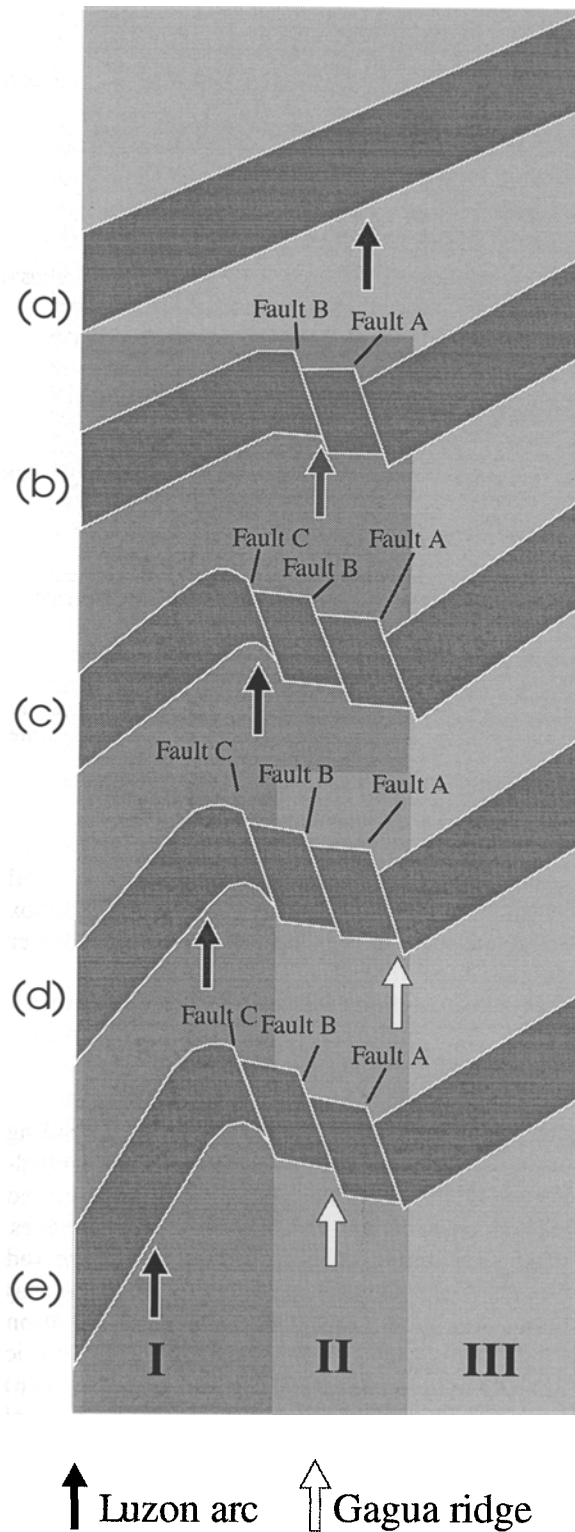 (a)
Fault B
Fault A
(b)
Fault C
Fault B
Fault A
(c)
Fault C
Fault B
Fault A
(d)
Fault C
Fault B
Fault A
(e)
I
II
III
Luzon arc
Gagua ridge